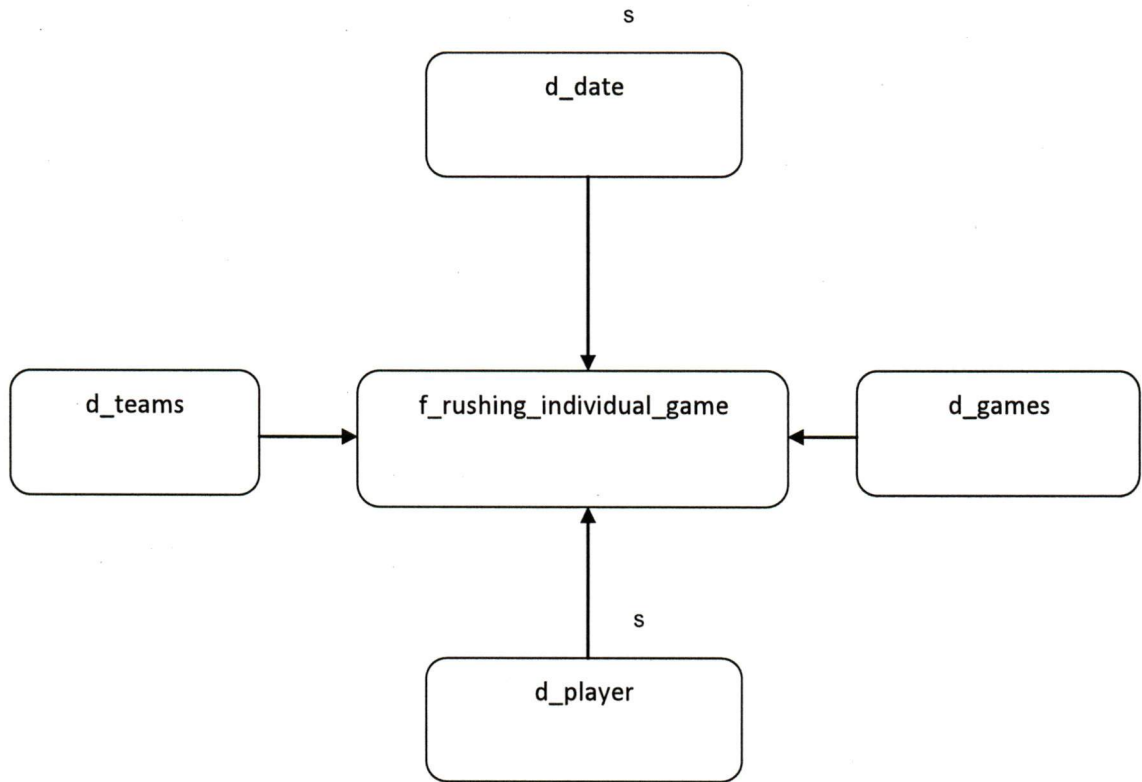 s
d_date
d_teams
f_rushing_individual_game
d_games
s
d_player